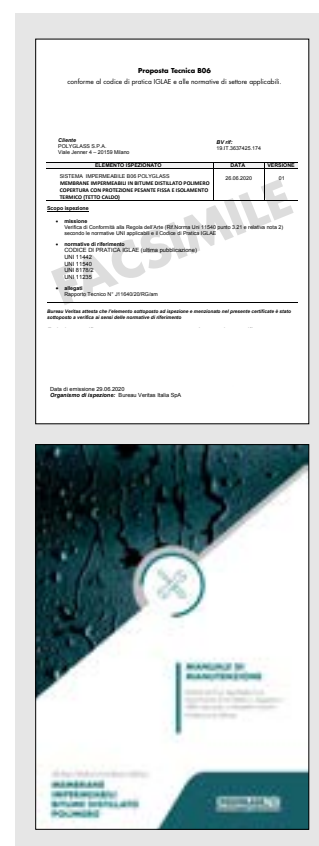 Proposta Tecnica B06
conforme al codice di pratica IGLAE e alle normative di settore applicabili.
Cliente
POLYGLASS S.P.A.
Viale Jenner 4 – 20159 Milano
BV rif:
19.IT.3637425.174
ELEMENTO ISPEZIONATO DATA VERSIONE
SISTEMA IMPERMEABILE B06 POLYGLASS 26.06.2020 01
MEMBRANE IMPERMEABILI IN BITUME DISTILLATO POLIMERO
COPERTURA CON PROTEZIONE PESANTE FISSA E ISOLAMENTO
TERMICO (TETTO CALDO)
Scopo ispezione
• missione
Verifica di Conformità alla Regola dell'Arte (Rif.Norma Uni 11540 punto 3.21 e relativa nota 2)
secondo le normative UNI applicabili e il Codice di Pratica IGLAE
• normative di riferimento
CODICE DI PRATICA IGLAE (ultima pubblicazione)
UNI 11442
UNI 11540
UNI 8178/2
UNI 11235
• allegati
Rapporto Tecnico N° J11640/20/RG/am
FACSIMILE
Bureau Veritas attesta che l'elemento sottoposto ad ispezione e menzionato nel presente certificato è stato
sottoposto a verifica ai sensi delle normative di riferimento
Data di emissione 29.06.2020
Organismo di ispezione: Bureau Veritas Italia SpA
MANUALE DI
MANUTENZIONE
MEMBRANE
IMPERMEABILI
BITUME DISTILLATO
POLIMERO
POLYGLASS